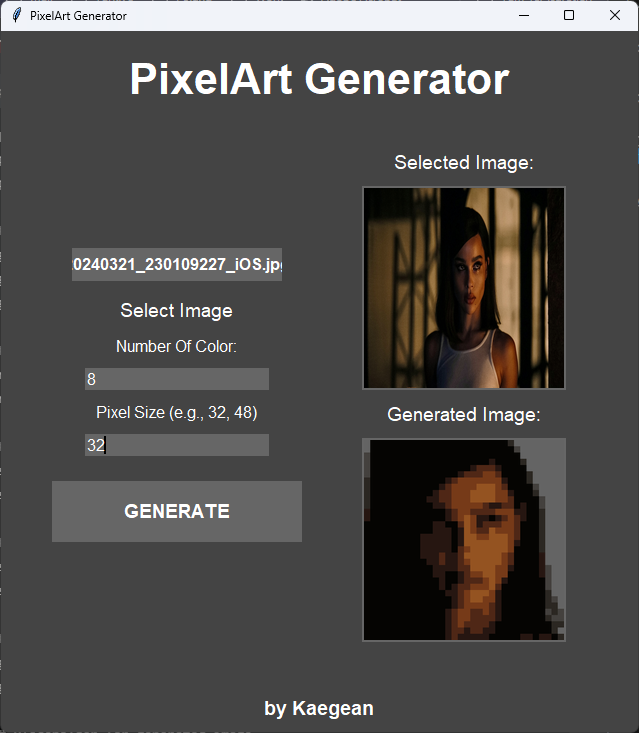 PixelArt Generator
PixelArt Generator
Selected Image:
20240321_230109227_iOS.jpg
Select Image
Number Of Color:
8
Pixel Size (e.g., 32, 48)
32
GENERATE
Generated Image:
by Kaegean